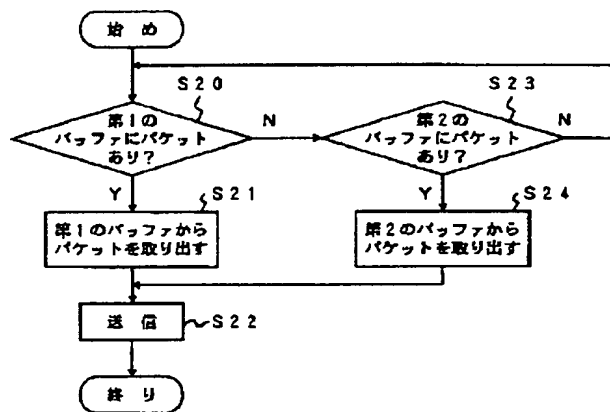 始め
S20
第1の
バッファにパケット
あり?
N
Y
S23
第2の
バッファにパケット
あり?
N
Y
S21
第1のバッファから
パケットを取り出す
S24
第2のバッファから
パケットを取り出す
送信
S22
終り